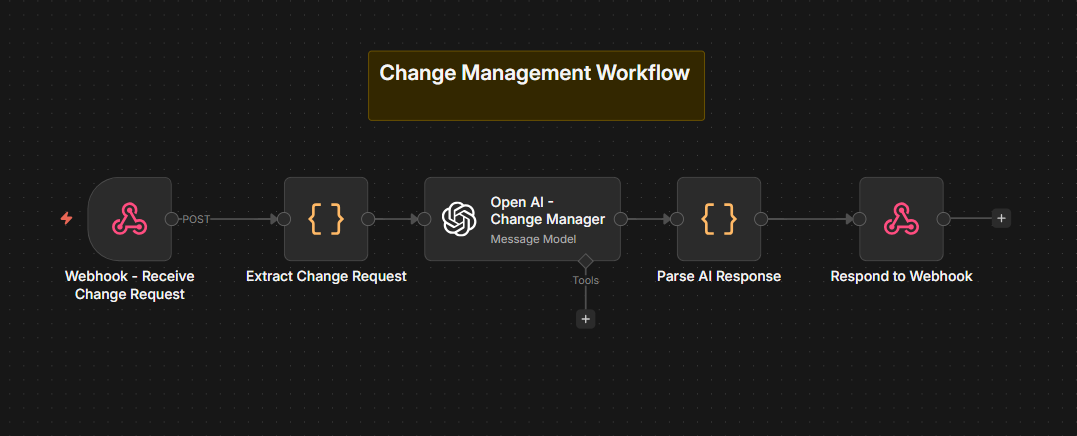 Change Management Workflow
POST
Open AI -
Change Manager
Message Model
Webhook - Receive
Change Request
Extract Change Request
Tools
Parse AI Response
Respond to Webhook